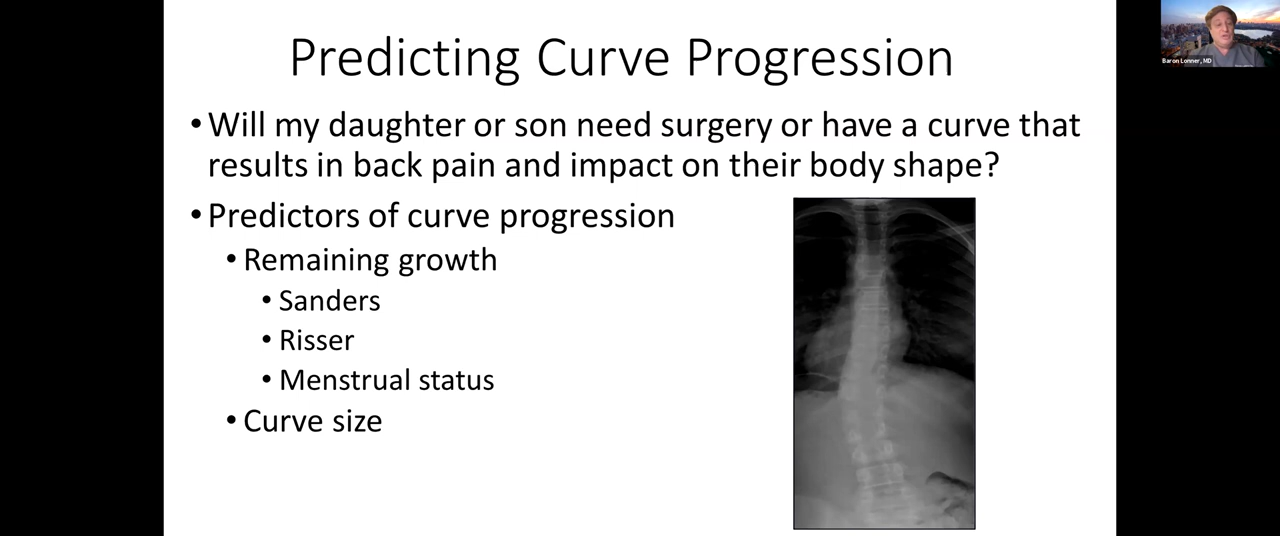 Predicting Curve Progression
• Will my daughter or son need surgery or have a curve that
results in back pain and impact on their body shape?
• Predictors of curve progression
• Remaining growth
• Sanders
• Risser
• Menstrual status
• Curve size
Baron Lonner, MD